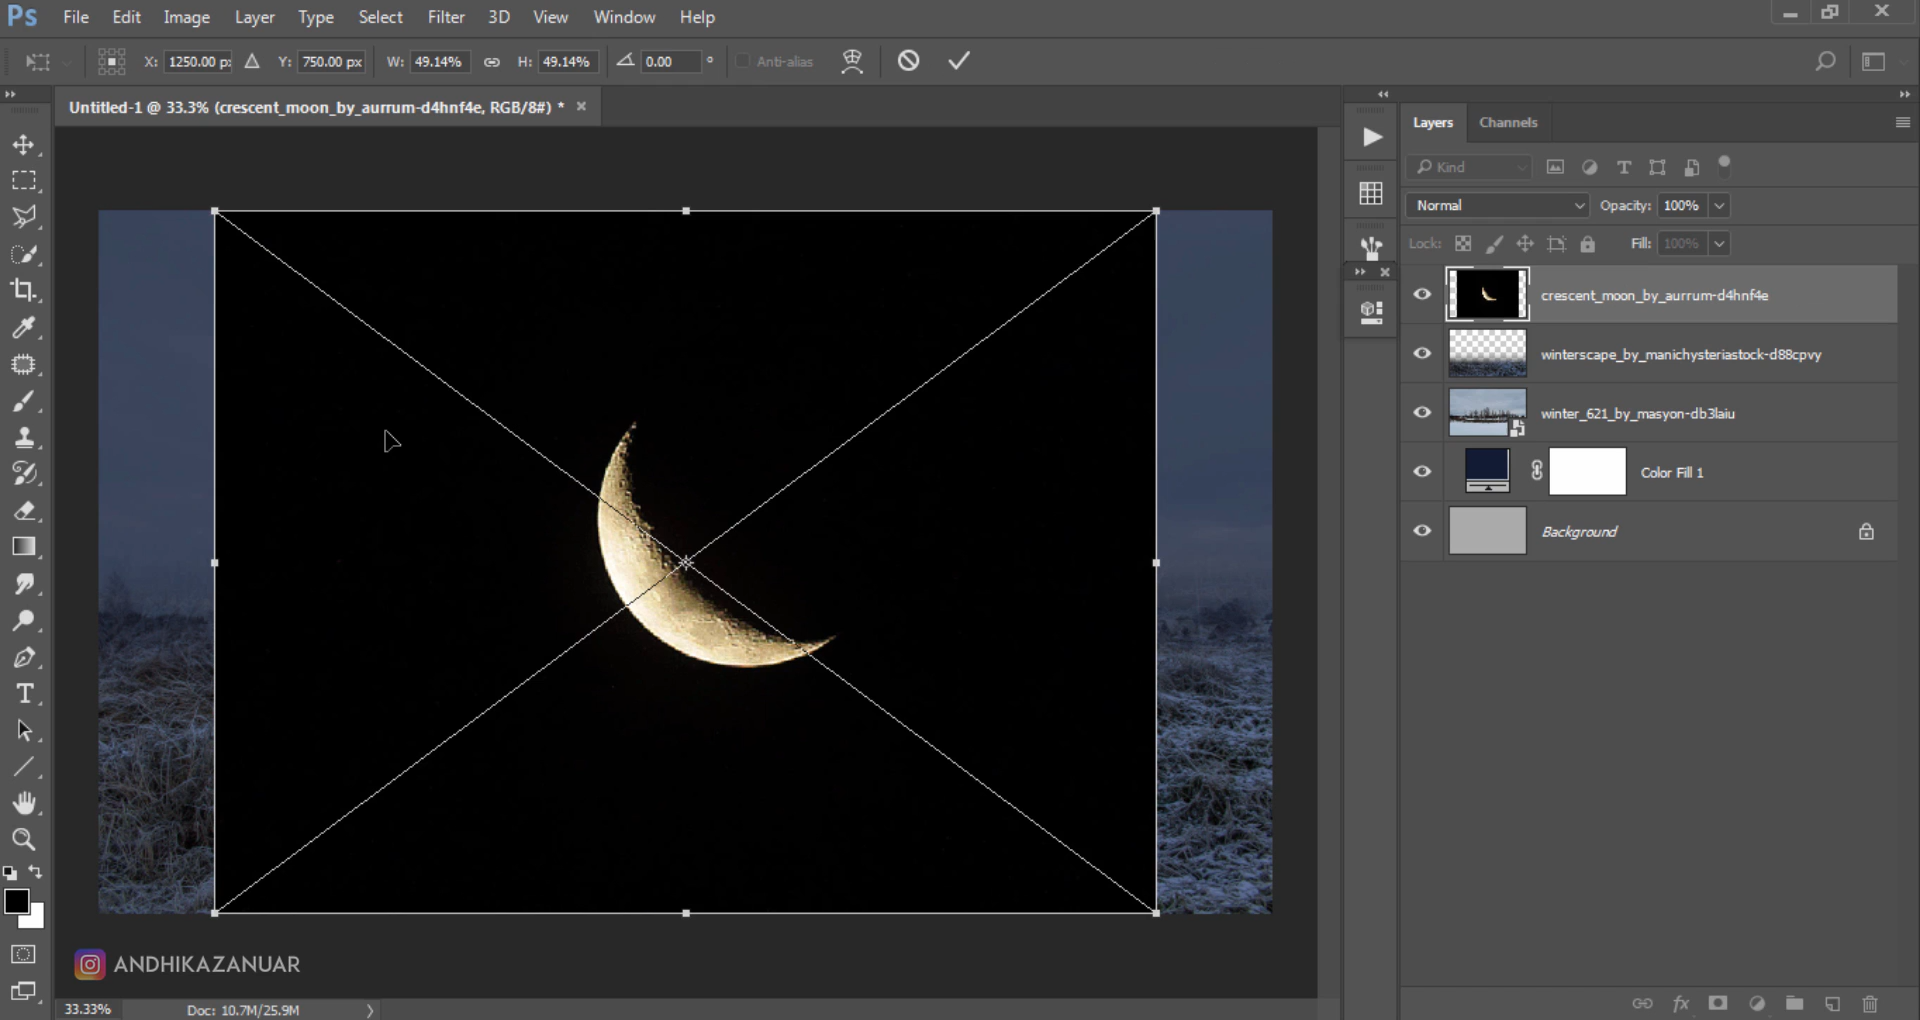 Ps File Edit Image Layer Type Select Filter 3D View Window Help
X: 1250.00 p: Y: 750.00 px W: 49.14% H: 49.14% 0.00 ° Anti-alias
Untitled-1 @ 33.3% (crescent_moon_by_aurrum-d4hnf4e, RGB/8#) *
Layers Channels
Kind
Normal Opacity: 100%
Lock: Fill: 100%
crescent_moon_by_aurrum-d4hnf4e
winterscape_by_manichysteriastock-d88cpvy
winter_621_by_masyon-db3laiu
Color Fill 1
Background
ANDHIKAZANUAR
33.33% Doc: 10.7M/25.9M
fx